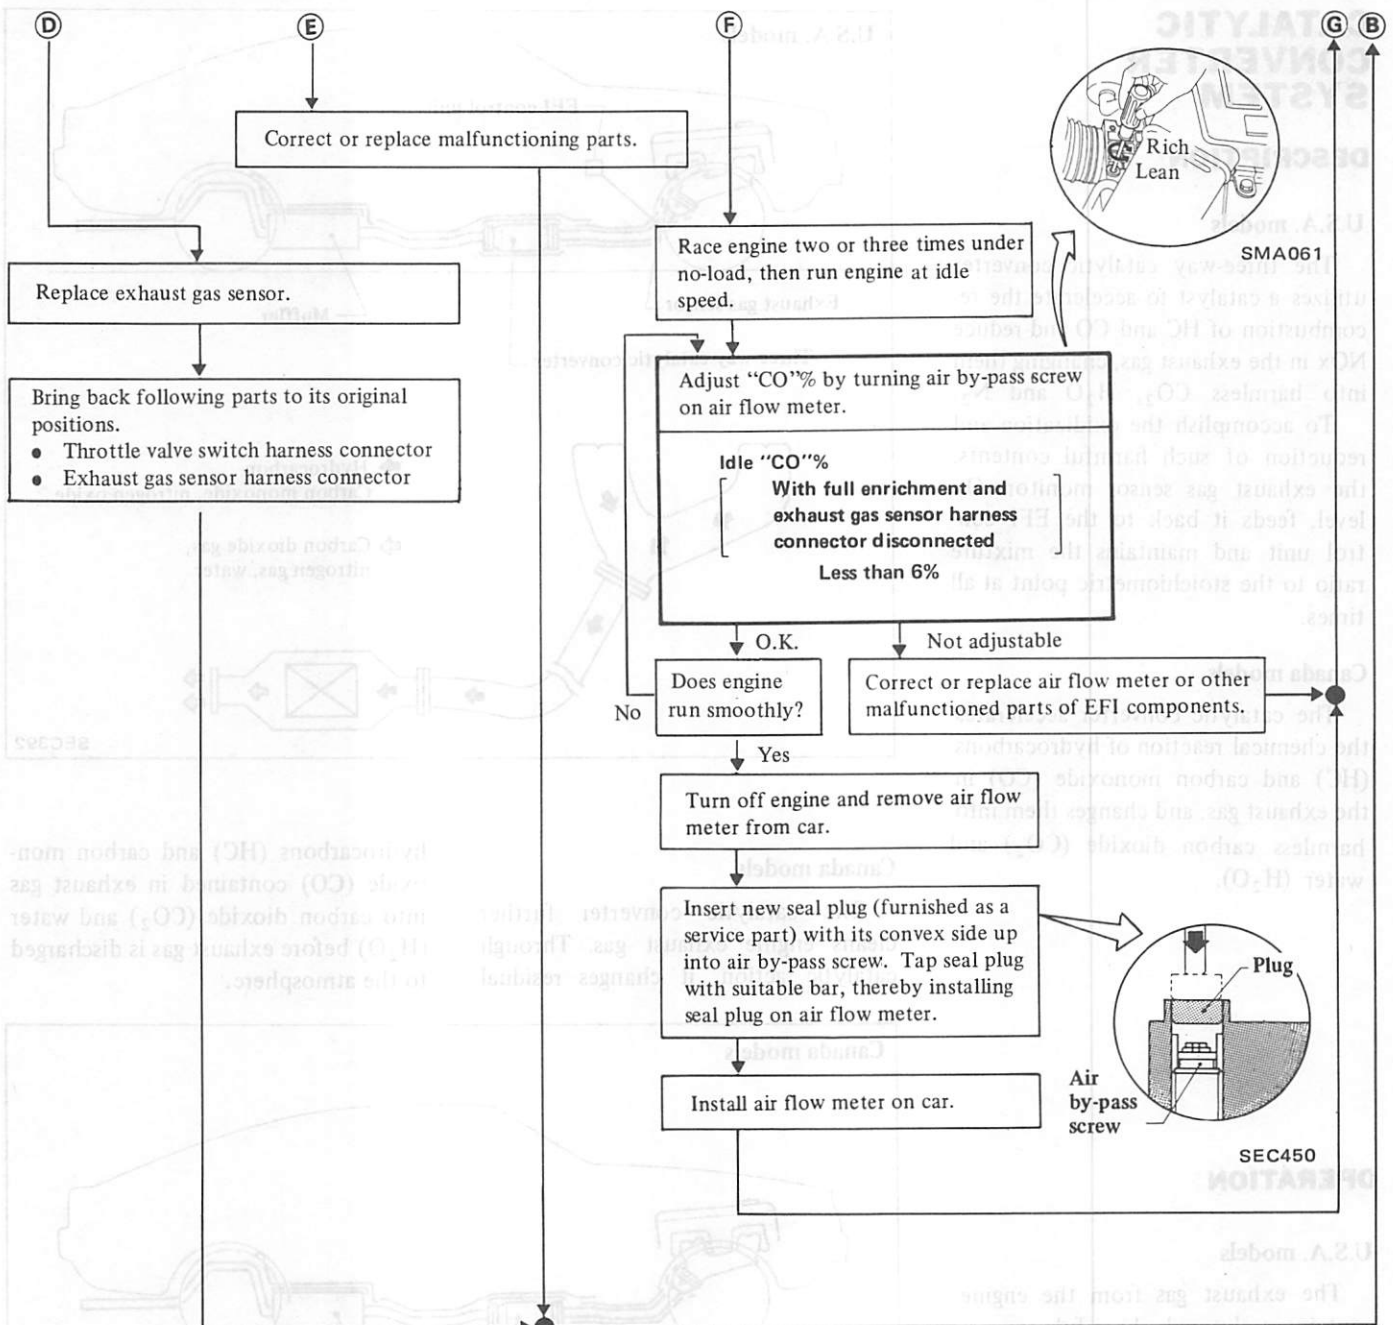 D
E
F
G B
Correct or replace malfunctioning parts.
Rich
Lean
SMA061
Replace exhaust gas sensor.
Race engine two or three times under
no-load, then run engine at idle
speed.
Bring back following parts to its original
positions.
● Throttle valve switch harness connector
● Exhaust gas sensor harness connector
Adjust “CO”% by turning air by-pass screw
on air flow meter.
Idle “CO”%
With full enrichment and
exhaust gas sensor harness
connector disconnected
Less than 6%
O.K.
Not adjustable
Does engine
run smoothly?
No
Correct or replace air flow meter or other
malfunctioned parts of EFI components.
Yes
Turn off engine and remove air flow
meter from car.
Insert new seal plug (furnished as a
service part) with its convex side up
into air by-pass screw. Tap seal plug
with suitable bar, thereby installing
seal plug on air flow meter.
Plug
Air
by-pass
screw
SEC450
Install air flow meter on car.